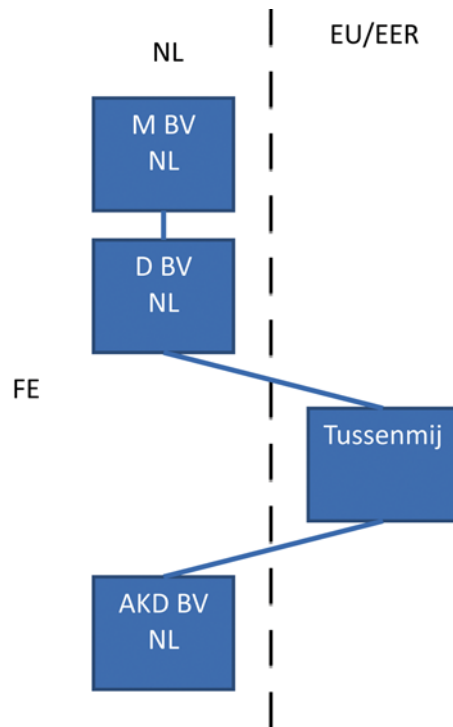 NL
EU/EER
M BV
NL
D BV
NL
FE
Tussenmij
AKD BV
NL